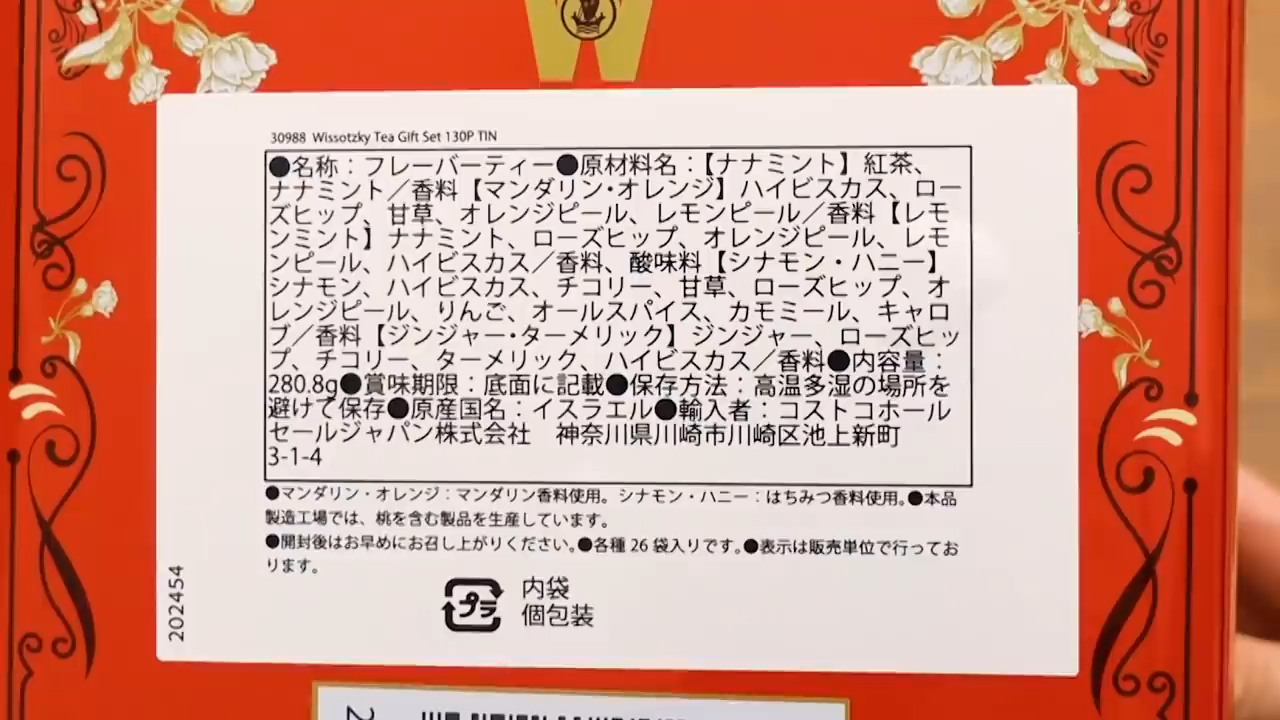 30988 Wissotzky Tea Gift Set 130P TIN
●名称：フレーバーティー●原材料名：【ナナミント】紅茶、
ナナミント／香料【マンダリン・オレンジ】ハイビスカス、ロー
ズヒップ、甘草、オレンジピール、レモンピール／香料【レモ
ンミント】ナナミント、ローズヒップ、オレンジピール、レモ
ンピール、ハイビスカス／香料、酸味料【シナモン・ハニー】
シナモン、ハイビスカス、チコリー、甘草、ローズヒップ、オ
レンジピール、りんご、オールスパイス、カモミール、キャロ
ブ／香料【ジンジャー・ターメリック】ジンジャー、ローズヒッ
プ、チコリー、ターメリック、ハイビスカス／香料●内容量：
280.8g●賞味期限：底面に記載●保存方法：高温多湿の場所を
避けて保存●原産国名：イスラエル●輸入者：コストコホール
セールジャパン株式会社　神奈川県川崎市川崎区池上新町
3-1-4
●マンダリン・オレンジ：マンダリン香料使用。シナモン・ハニー：はちみつ香料使用。●本品
製造工場では、桃を含む製品を生産しています。
●開封後はお早めにお召し上がりください。●各種 26 袋入りです。●表示は販売単位で行ってお
ります。
プラ
内袋
個包装
202454